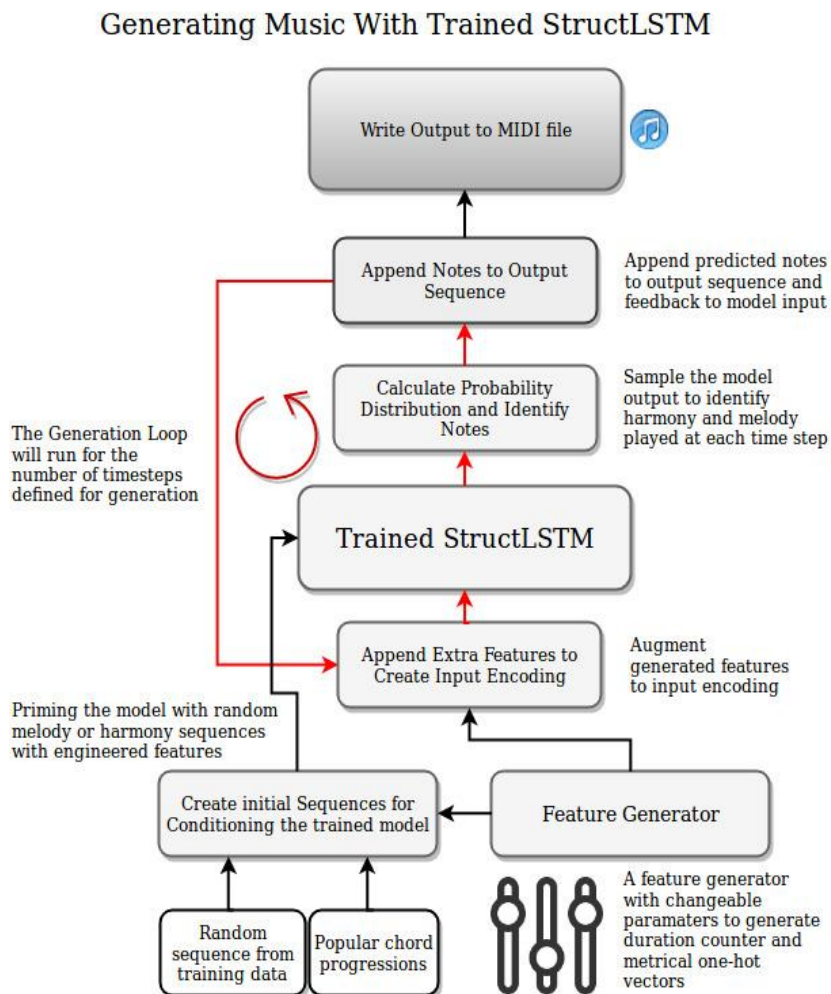 Generating Music With Trained StructLSTM
Write Output to MIDI file
Append Notes to Output
Sequence
Append predicted notes
to output sequence and
feedback to model input
Calculate Probability
Distribution and Identify
Notes
Sample the model
output to identify
harmony and melody
played at each time step
The Generation Loop
will run for the
number of timesteps
defined for generation
Trained StructLSTM
Append Extra Features to
Create Input Encoding
Augment
generated features
to input encoding
Priming the model with random
melody or harmony sequences
with engineered features
Create initial Sequences for
Conditioning the trained model
Feature Generator
Random
sequence from
training data
Popular chord
progressions
A feature generator
with changeable
paramaters to generate
duration counter and
metrical one-hot
vectors